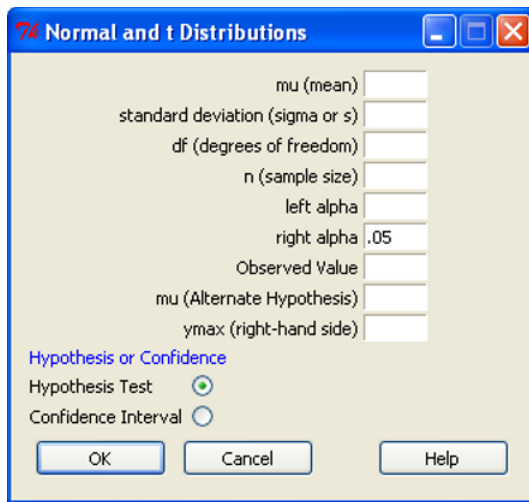 Normal and t Distributions
mu (mean)
standard deviation (sigma or s)
df (degrees of freedom)
n (sample size)
left alpha
right alpha .05
Observed Value
mu (Alternate Hypothesis)
ymax (right-hand side)
Hypothesis or Confidence
Hypothesis Test
Confidence Interval
OK Cancel Help